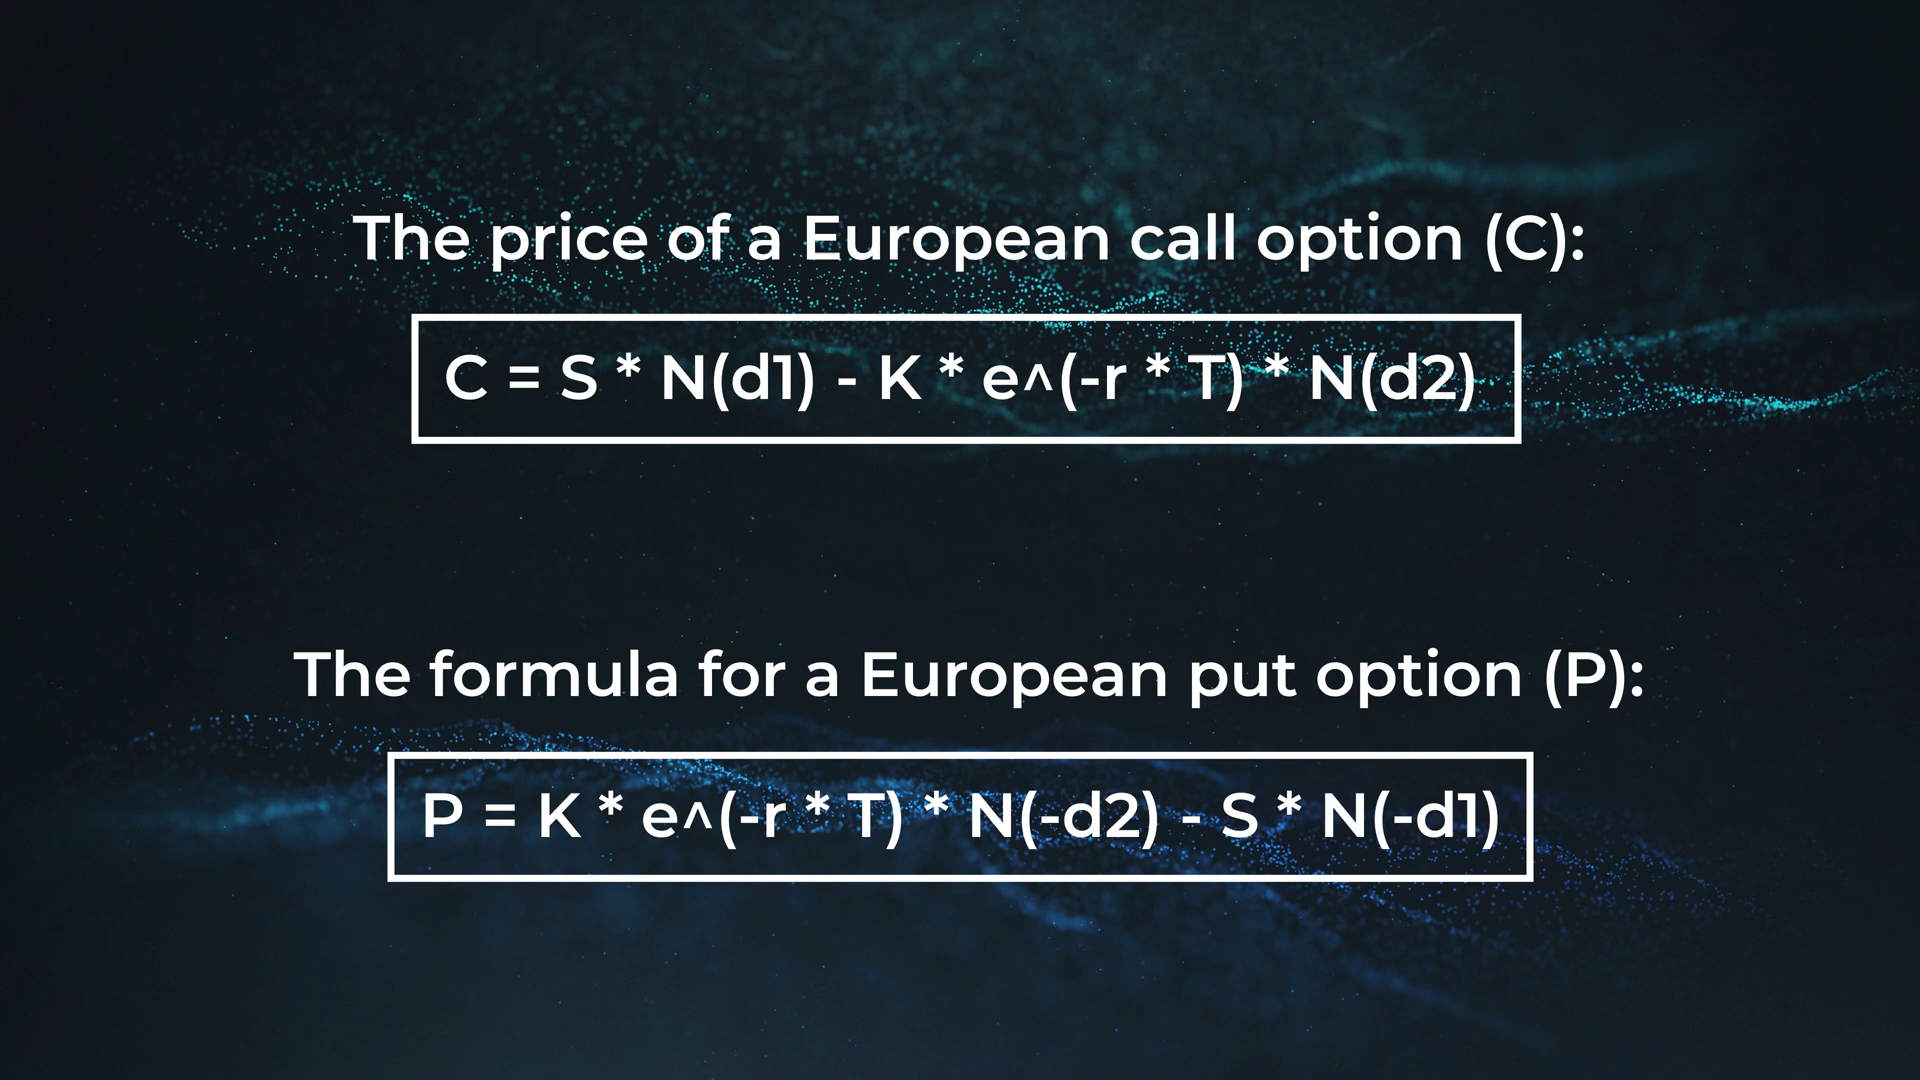 The price of a European call option (C):
C = S * N(d1) - K * e^(-r * T) * N(d2)
The formula for a European put option (P):
P = K * e^(-r * T) * N(-d2) - S * N(-d1)